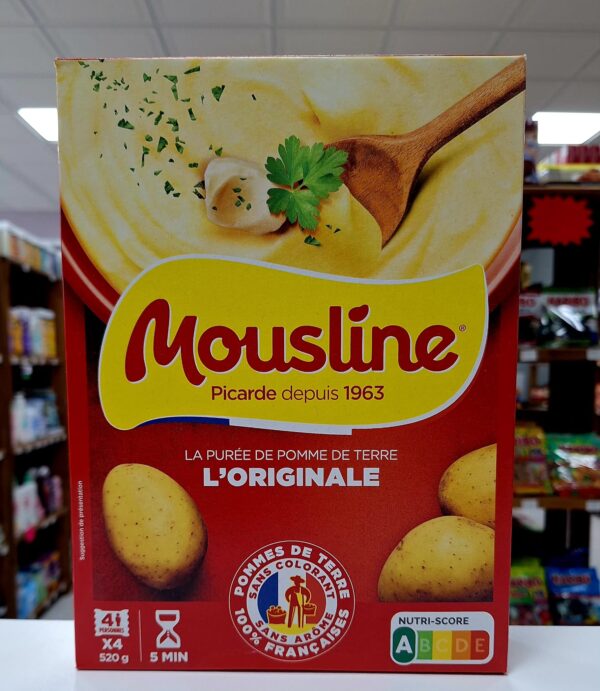 Mousline®
Picarde depuis 1963
LA PURÉE DE POMME DE TERRE
L'ORIGINALE
Suggestion de présentation
POMMES DE TERRE
SANS COLORANT
SANS ARÔME
100% FRANÇAISES
4
PERSONNES
X4
520 g
5 MIN
NUTRI-SCORE
A B C D E
HARIBO